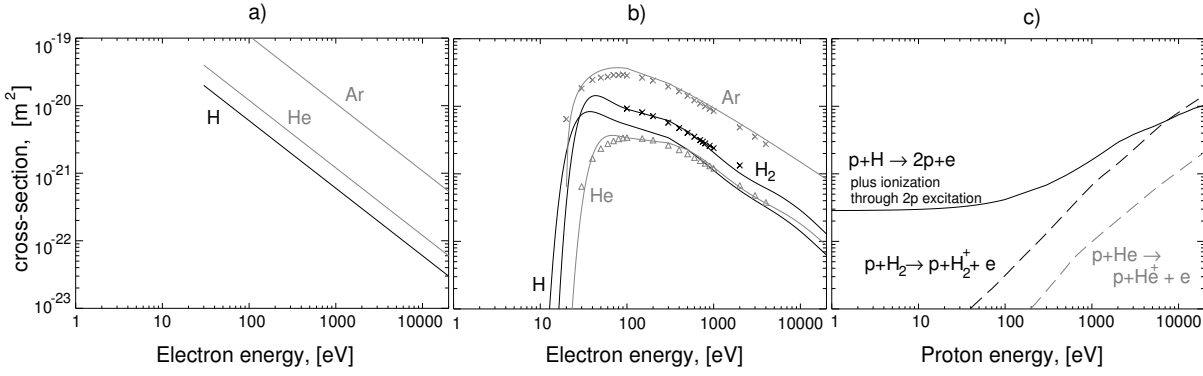 a)
b)
c)
cross-section, [m²]
10⁻¹⁹
10⁻²⁰
10⁻²¹
10⁻²²
10⁻²³
H
He
Ar
1
10
100
1000
10000
Electron energy, [eV]
Ar
H₂
He
H
1
10
100
1000
10000
Electron energy, [eV]
p+H → 2p+e
plus ionization
through 2p excitation
p+H₂→ p+H₂⁺+ e
p+He →
p+He⁺+ e
1
10
100
1000
10000
Proton energy, [eV]